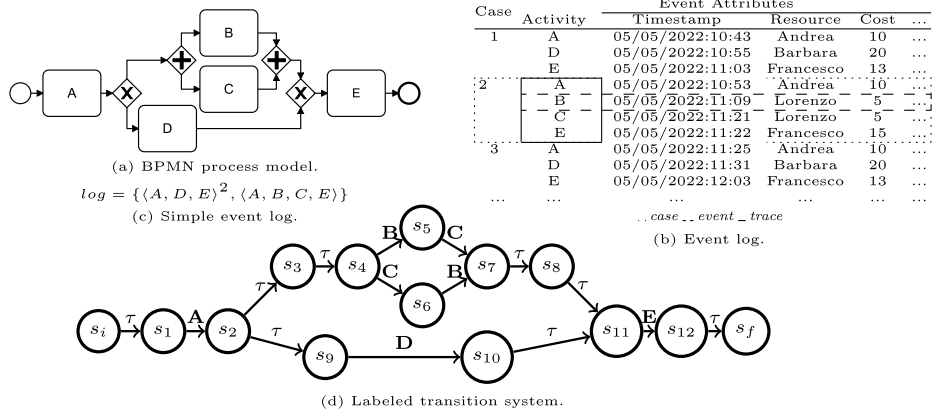 A
B
C
D
E
(a) BPMN process model.
log = {⟨A, D, E⟩², ⟨A, B, C, E⟩}
(c) Simple event log.
Event Attributes
Case Activity Timestamp Resource Cost ...
1 A 05/05/2022:10:43 Andrea 10 ...
D 05/05/2022:10:55 Barbara 20 ...
E 05/05/2022:11:03 Francesco 13 ...
2 A 05/05/2022:10:53 Andrea 10 ...
B 05/05/2022:11:09 Lorenzo 5 ...
C 05/05/2022:11:21 Lorenzo 5 ...
E 05/05/2022:11:22 Francesco 15 ...
3 A 05/05/2022:11:25 Andrea 10 ...
D 05/05/2022:11:31 Barbara 20 ...
E 05/05/2022:12:03 Francesco 13 ...
... ... ... ... ... ...
case event trace
(b) Event log.
B s5 C
s3 τ s4 s7 τ s8
C s6 B
τ τ
si τ s1 A s2 s11 E s12 τ sf
τ s9 D s10 τ
(d) Labeled transition system.